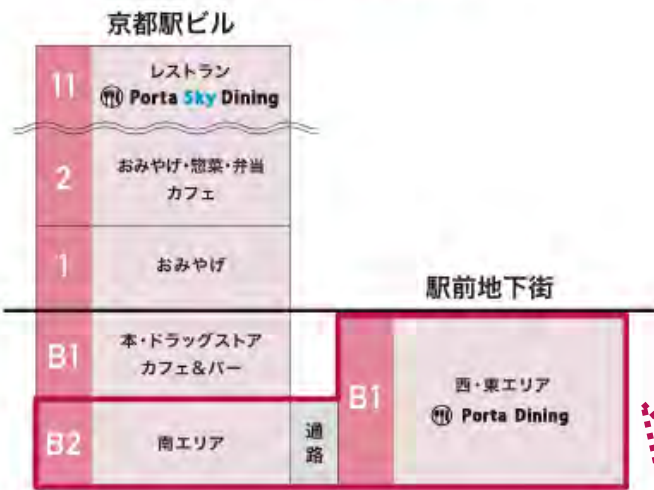 京都駅ビル
11
レストラン
Porta Sky Dining
2
おみやげ・惣菜・弁当
カフェ
1
おみやげ
駅前地下街
B1
本・ドラッグストア
カフェ&バー
B1
西・東エリア
Porta Dining
B2
南エリア
通路